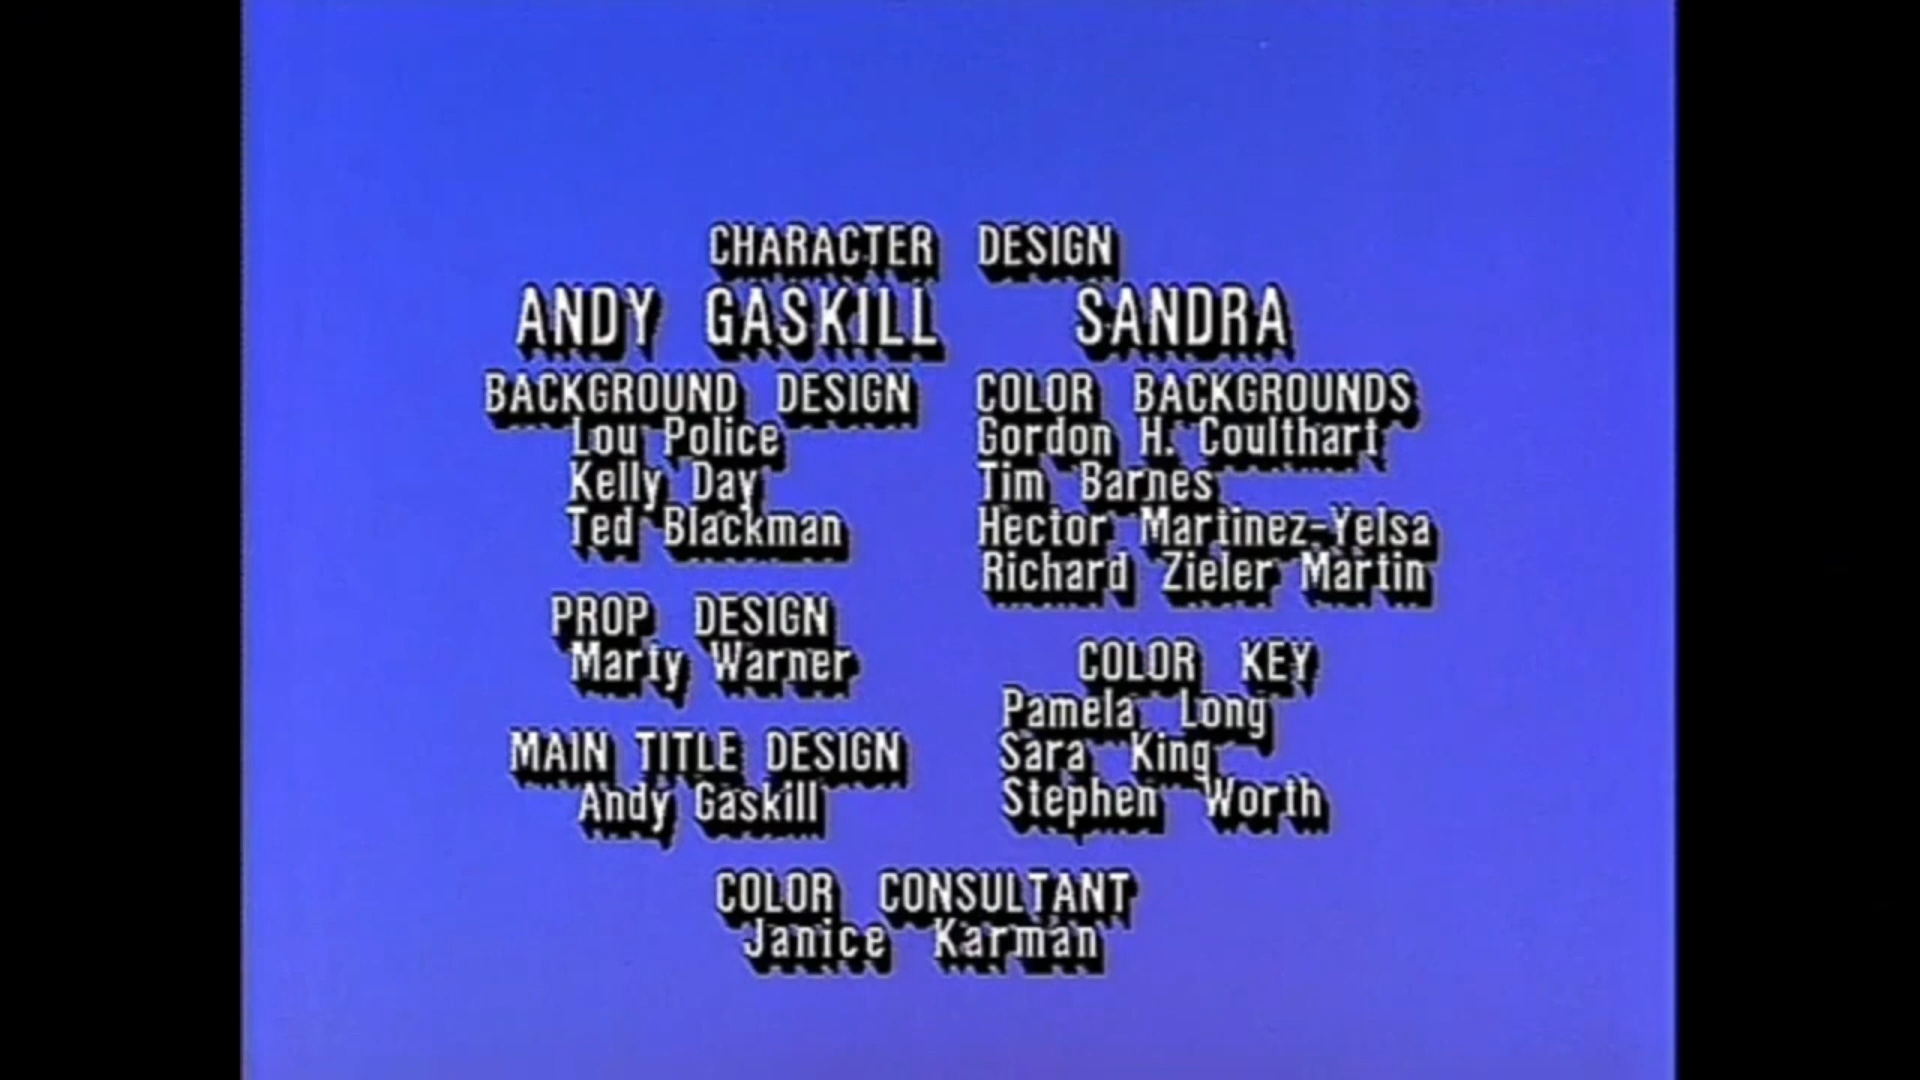 CHARACTER DESIGN
ANDY GASKILL SANDRA
BACKGROUND DESIGN
Lou Police
Kelly Day
Ted Blackman
COLOR BACKGROUNDS
Gordon H. Coulthart
Tim Barnes
Hector Martinez-Yelsa
Richard Zieler Martin
PROP DESIGN
Marty Warner
COLOR KEY
Pamela Long
Sara King
Stephen Worth
MAIN TITLE DESIGN
Andy Gaskill
COLOR CONSULTANT
Janice Karman